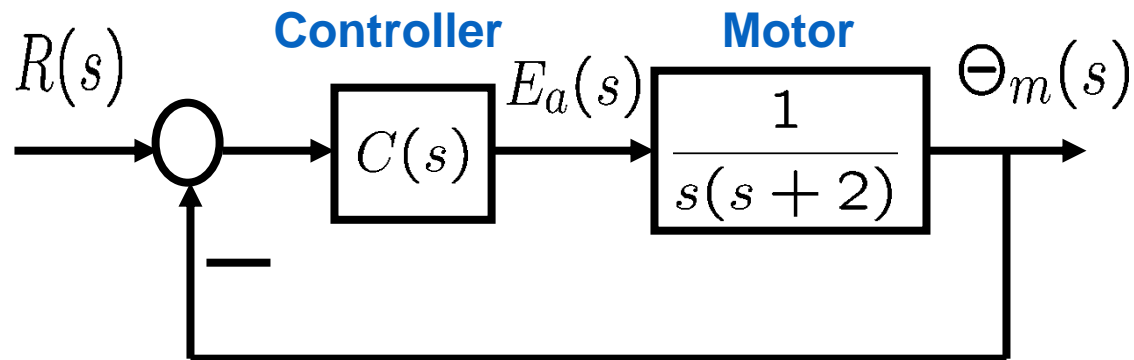 Controller
Motor
R(s)
E_a(s)
Θ_m(s)
C(s)
1
s(s + 2)
−